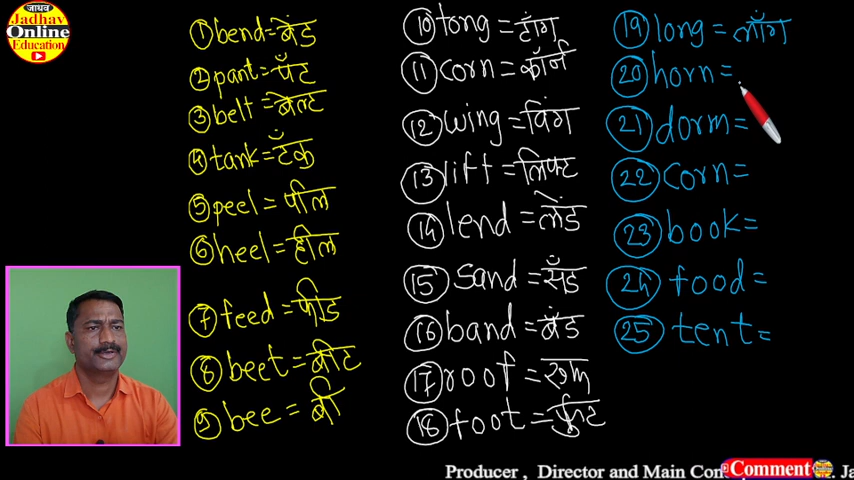 जाधव
Jadhav
Online
Education
① bend = बेंड
② pant = पँट
③ belt = बेल्ट
④ tank = टँक
⑤ peel = पील
⑥ heel = हील
⑦ feed = फीड
⑧ beet = बीट
⑨ bee = बी
⑩ tong = टाँग
⑪ corn = कॉर्न
⑫ wing = विंग
⑬ lift = लिफ्ट
⑭ lend = लेंड
⑮ sand = सँड
⑯ band = बँड
⑰ roof = रूफ
⑱ foot = फुट
⑲ long = लाँग
⑳ horn =
㉑ dorm =
㉒ corn =
㉓ book =
㉔ food =
㉕ tent =
Producer , Director and Main Con
Comment